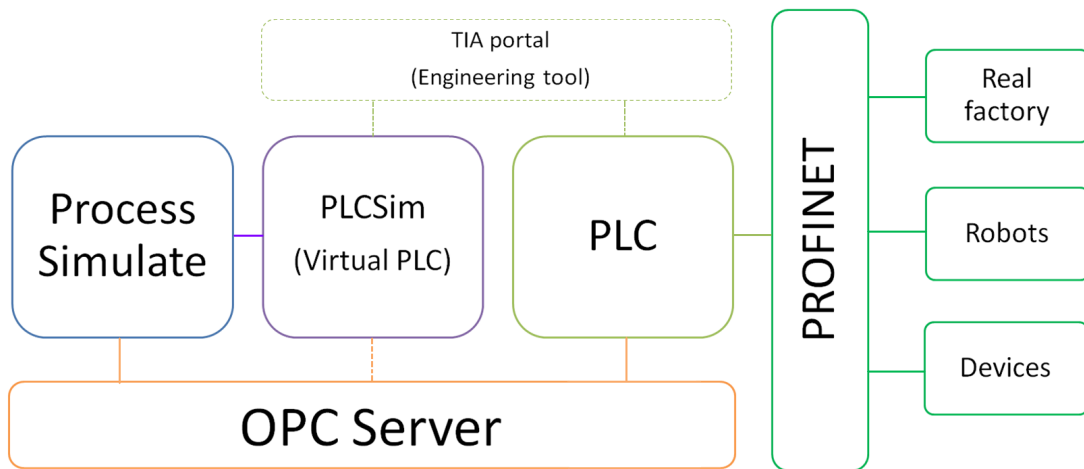 TIA portal
(Engineering tool)
Process
Simulate
PLCSim
(Virtual PLC)
PLC
OPC Server
PROFINET
Real
factory
Robots
Devices